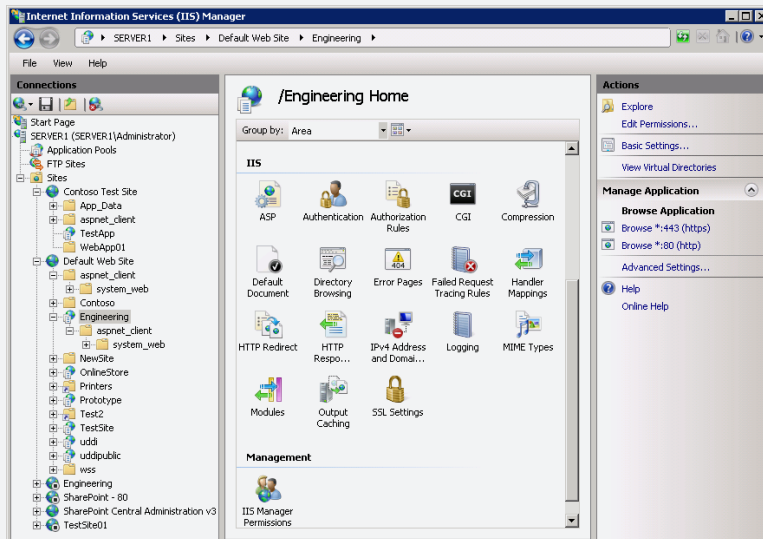 Internet Information Services (IIS) Manager
SERVER1 Sites Default Web Site Engineering
File View Help
Connections
Start Page
SERVER1 (SERVER1\Administrator)
Application Pools
FTP Sites
Sites
Contoso Test Site
App_Data
aspnet_client
TestApp
WebApp01
Default Web Site
aspnet_client
system_web
Contoso
Engineering
aspnet_client
system_web
NewSite
OnlineStore
Printers
Prototype
Test2
TestSite
uddi
uddipublic
wss
Engineering
SharePoint - 80
SharePoint Central Administration v3
TestSite01
/Engineering Home
Group by: Area
IIS
ASP
Authentication
Authorization
Rules
CGI
Compression
Default
Document
Directory
Browsing
Error Pages
404
Failed Request
Tracing Rules
Handler
Mappings
HTTP Redirect
HTTP
Respo...
IPv4 Address
and Domai...
Logging
MIME Types
Modules
Output
Caching
SSL Settings
Management
IIS Manager
Permissions
Actions
Explore
Edit Permissions...
Basic Settings...
View Virtual Directories
Manage Application
Browse Application
Browse *:443 (https)
Browse *:80 (http)
Advanced Settings...
Help
Online Help